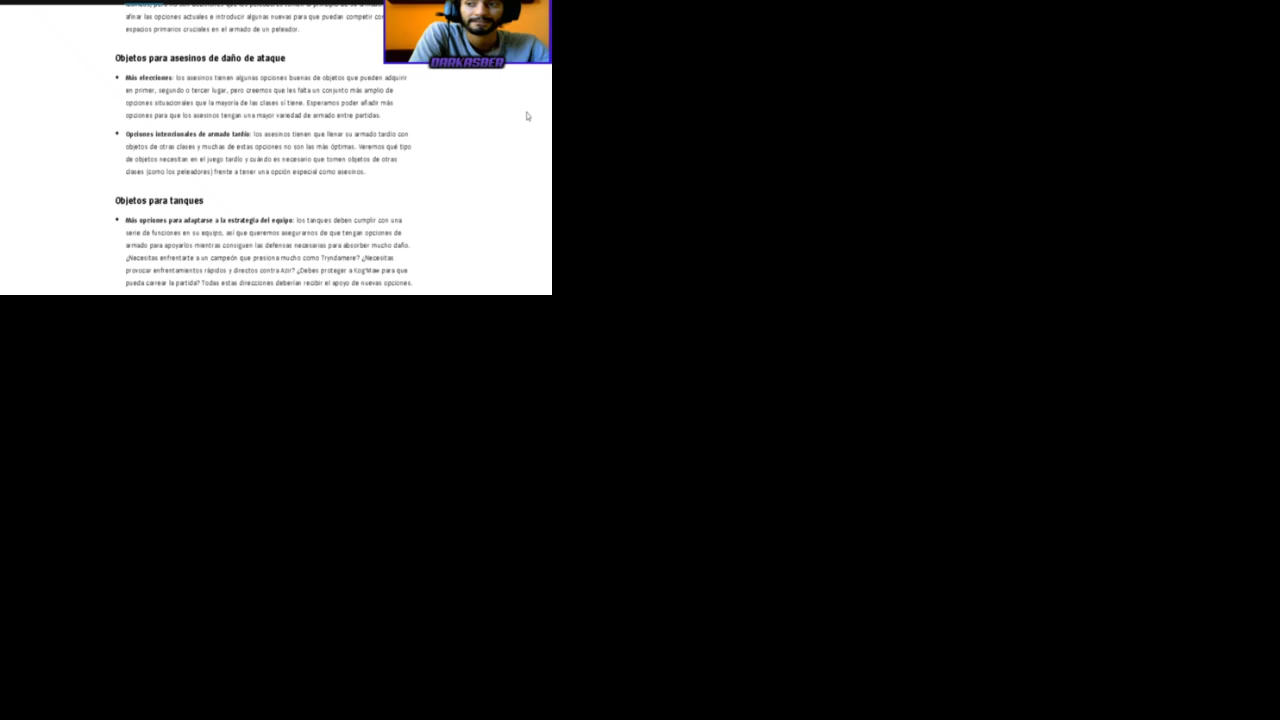 afinar las opciones actuales e introducir algunas nuevas para que puedan competir con
espacios primarios cruciales en el armado de un peleador.
DARKASBER
Objetos para asesinos de daño de ataque
• Más elecciones: los asesinos tienen algunas opciones buenas de objetos que pueden adquirir
en primer, segundo o tercer lugar, pero creemos que les falta un conjunto más amplio de
opciones situacionales que la mayoría de las clases sí tiene. Esperamos poder añadir más
opciones para que los asesinos tengan una mayor variedad de armado entre partidas.
• Opciones intencionales de armado tardío: los asesinos tienen que llenar su armado tardío con
objetos de otras clases y muchas de estas opciones no son las más óptimas. Veremos qué tipo
de objetos necesitan en el juego tardío y cuándo es necesario que tomen objetos de otras
clases (como los peleadores) frente a tener una opción especial como asesinos.
Objetos para tanques
• Más opciones para adaptarse a la estrategia del equipo: los tanques deben cumplir con una
serie de funciones en su equipo, así que queremos asegurarnos de que tengan opciones de
armado para apoyarlos mientras consiguen las defensas necesarias para absorber mucho daño.
¿Necesitas enfrentarte a un campeón que presiona mucho como Tryndamere? ¿Necesitas
provocar enfrentamientos rápidos y directos contra Azir? ¿Debes proteger a Kog'Maw para que
pueda carrear la partida? Todas estas direcciones deberían recibir el apoyo de nuevas opciones.